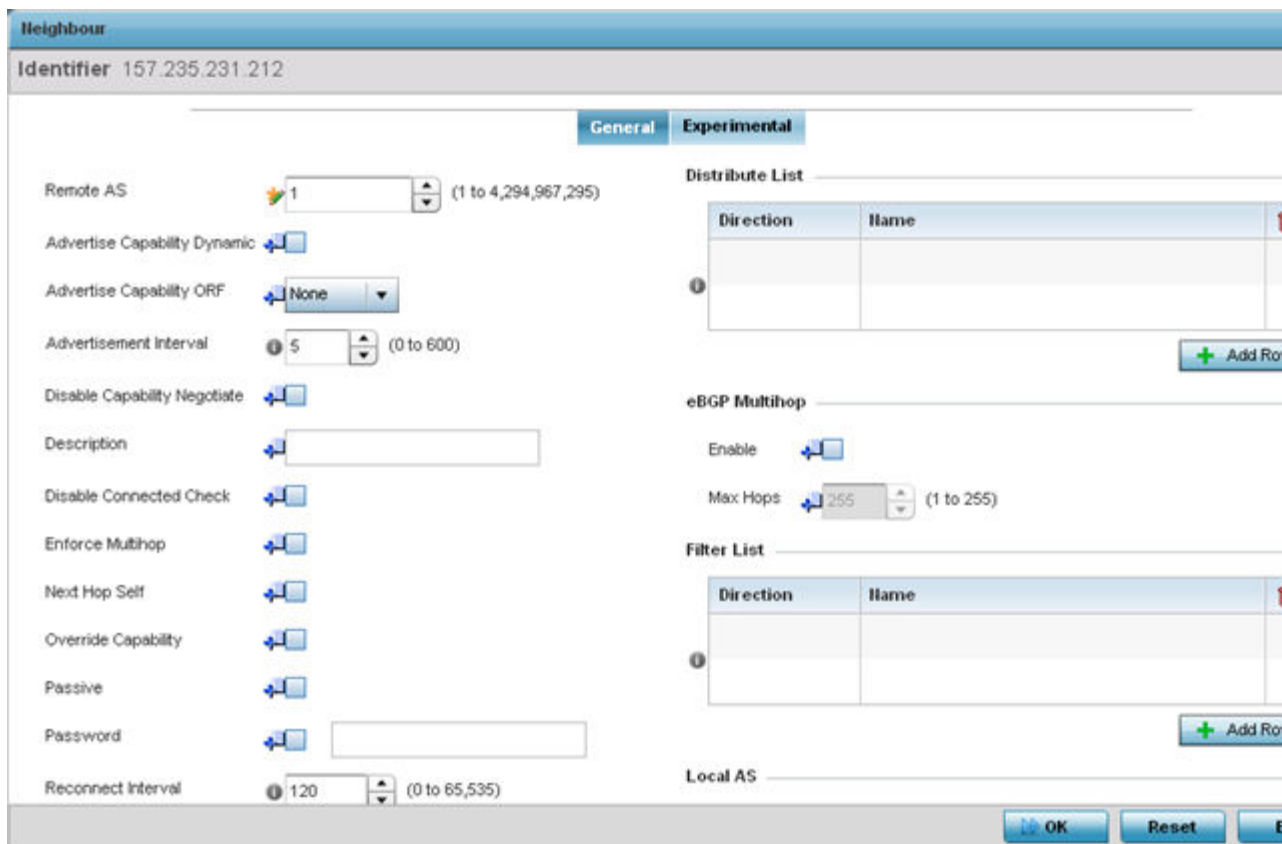 Neighbour
Identifier 157.235.231.212
General Experimental
Remote AS 1 (1 to 4,294,967,295)
Advertise Capability Dynamic
Advertise Capability ORF None
Advertisement Interval 5 (0 to 600)
Disable Capability Negotiate
Description
Disable Connected Check
Enforce Multihop
Next Hop Self
Override Capability
Passive
Password
Reconnect Interval 120 (0 to 65,535)
Distribute List
Direction Name
Add Ro
eBGP Multihop
Enable
Max Hops 255 (1 to 255)
Filter List
Direction Name
Add Ro
Local AS
OK Reset E